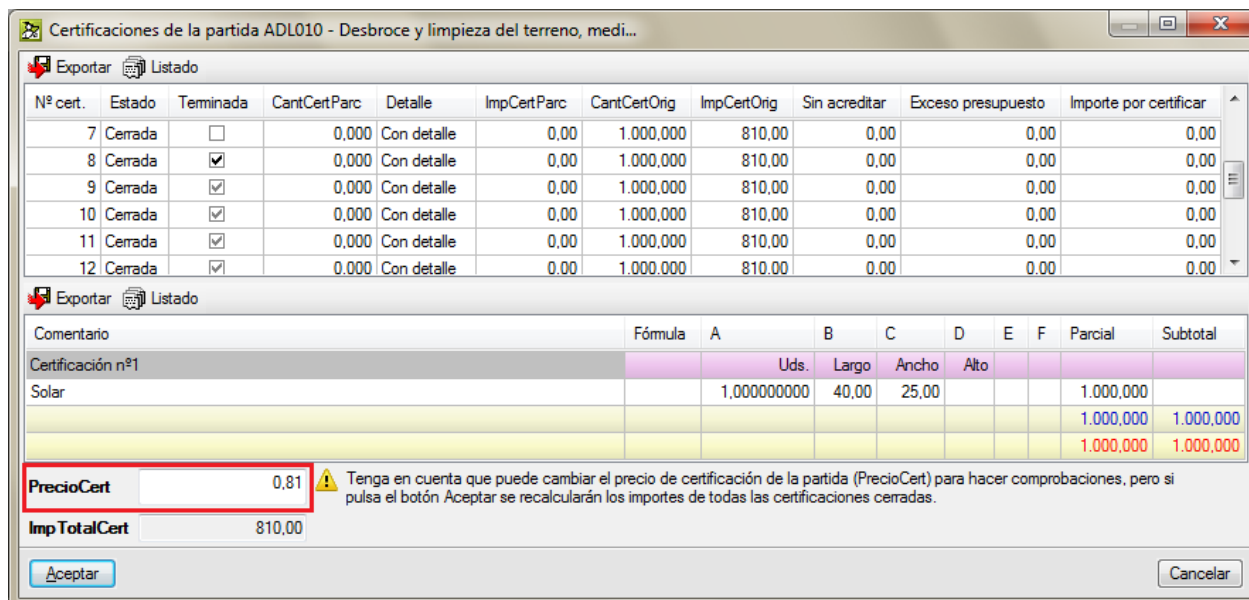 Certificaciones de la partida ADL010 - Desbroce y limpieza del terreno, medi...
Exportar Listado
Nº cert. Estado Terminada CantCertParc Detalle ImpCertParc CantCertOrig ImpCertOrig Sin acreditar Exceso presupuesto Importe por certificar
7 Cerrada 0,000 Con detalle 0,00 1.000,000 810,00 0,00 0,00 0,00
8 Cerrada 0,000 Con detalle 0,00 1.000,000 810,00 0,00 0,00 0,00
9 Cerrada 0,000 Con detalle 0,00 1.000,000 810,00 0,00 0,00 0,00
10 Cerrada 0,000 Con detalle 0,00 1.000,000 810,00 0,00 0,00 0,00
11 Cerrada 0,000 Con detalle 0,00 1.000,000 810,00 0,00 0,00 0,00
12 Cerrada 0,000 Con detalle 0,00 1.000,000 810,00 0,00 0,00 0,00
Exportar Listado
Comentario Fórmula A B C D E F Parcial Subtotal
Certificación nº1 Uds. Largo Ancho Alto
Solar 1,000000000 40,00 25,00 1.000,000
1.000,000 1.000,000
1.000,000 1.000,000
PrecioCert 0,81 Tenga en cuenta que puede cambiar el precio de certificación de la partida (PrecioCert) para hacer comprobaciones, pero si
pulsa el botón Aceptar se recalcularán los importes de todas las certificaciones cerradas.
ImpTotalCert 810,00
Aceptar Cancelar